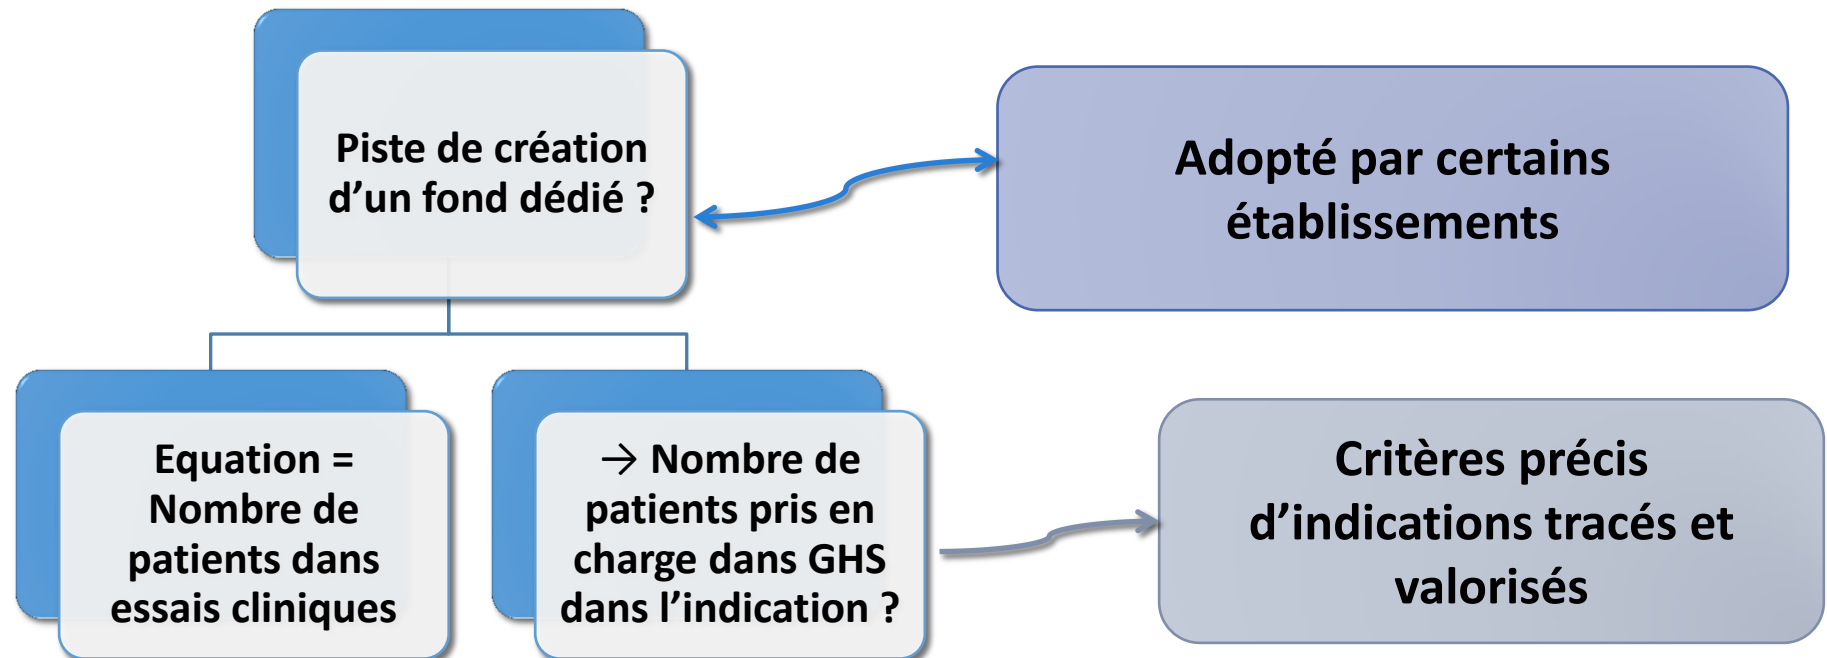 Piste de création
d’un fond dédié ?
Adopté par certains
établissements
Equation =
Nombre de
patients dans
essais cliniques
→ Nombre de
patients pris en
charge dans GHS
dans l’indication ?
Critères précis
d’indications tracés et
valorisés